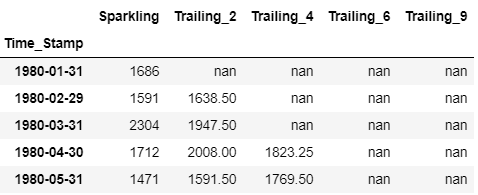 Sparkling Trailing_2 Trailing_4 Trailing_6 Trailing_9
Time_Stamp
1980-01-31 1686 nan nan nan nan
1980-02-29 1591 1638.50 nan nan nan
1980-03-31 2304 1947.50 nan nan nan
1980-04-30 1712 2008.00 1823.25 nan nan
1980-05-31 1471 1591.50 1769.50 nan nan